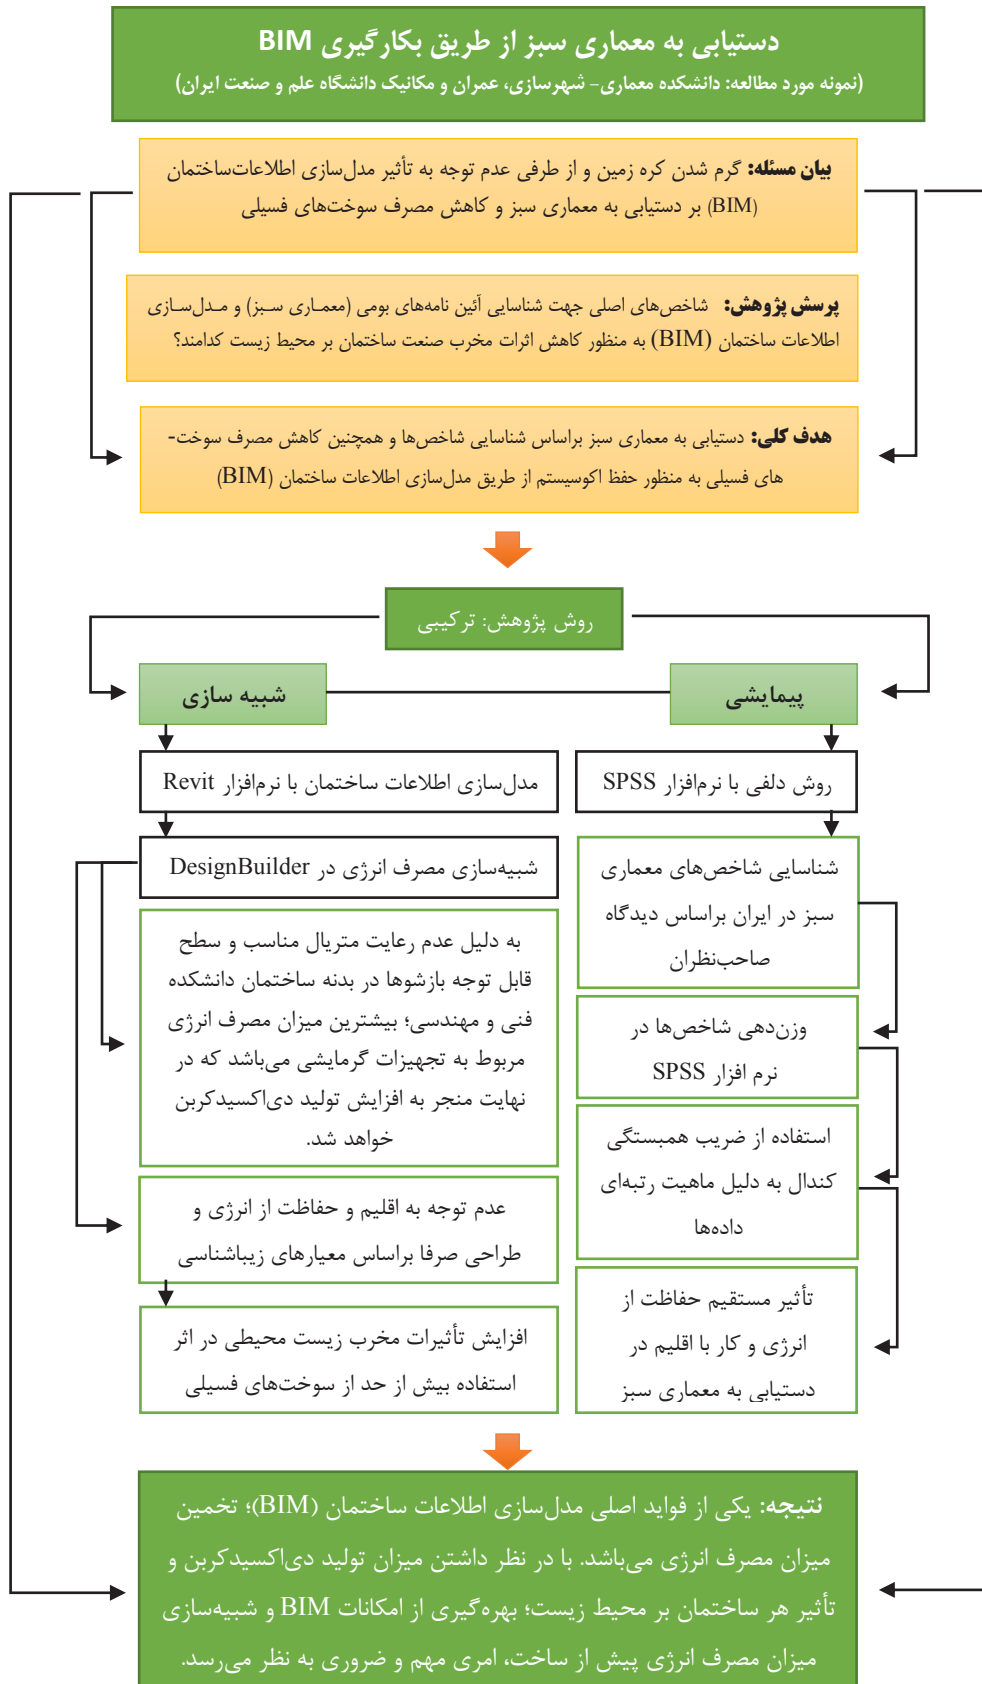 دستیابی به معماری سبز از طریق بکارگیری BIM
(نمونه مورد مطالعه: دانشکده معماری- شهرسازی، عمران و مکانیک دانشگاه علم و صنعت ایران)
بیان مسئله: گرم شدن کره زمین و از طرفی عدم توجه به تأثیر مدل‌سازی اطلاعات‌ساختمان
(BIM) بر دستیابی به معماری سبز و کاهش مصرف سوخت‌های فسیلی
پرسش پژوهش: شاخص‌های اصلی جهت شناسایی آئین نامه‌های بومی (معماری سبز) و مدل‌سازی
اطلاعات ساختمان (BIM) به منظور کاهش اثرات مخرب صنعت ساختمان بر محیط زیست کدامند؟
هدف کلی: دستیابی به معماری سبز براساس شناسایی شاخص‌ها و همچنین کاهش مصرف سوخت-
های فسیلی به منظور حفظ اکوسیستم از طریق مدل‌سازی اطلاعات ساختمان (BIM)
روش پژوهش: ترکیبی
پیمایشی
روش دلفی با نرم‌افزار SPSS
شناسایی شاخص‌های معماری
سبز در ایران براساس دیدگاه
صاحب‌نظران
وزن‌دهی شاخص‌ها در
نرم افزار SPSS
استفاده از ضریب همبستگی
کندال به دلیل ماهیت رتبه‌ای
داده‌ها
تأثیر مستقیم حفاظت از
انرژی و کار با اقلیم در
دستیابی به معماری سبز
شبیه سازی
مدل‌سازی اطلاعات ساختمان با نرم‌افزار Revit
شبیه‌سازی مصرف انرژی در DesignBuilder
به دلیل عدم رعایت متریال مناسب و سطح
قابل توجه بازشوها در بدنه ساختمان دانشکده
فنی و مهندسی؛ بیشترین میزان مصرف انرژی
مربوط به تجهیزات گرمایشی می‌باشد که در
نهایت منجر به افزایش تولید دی‌اکسیدکربن
خواهد شد.
عدم توجه به اقلیم و حفاظت از انرژی و
طراحی صرفا براساس معیارهای زیباشناسی
افزایش تأثیرات مخرب زیست محیطی در اثر
استفاده بیش از حد از سوخت‌های فسیلی
نتیجه: یکی از فواید اصلی مدل‌سازی اطلاعات ساختمان (BIM)؛ تخمین
میزان مصرف انرژی می‌باشد. با در نظر داشتن میزان تولید دی‌اکسیدکربن و
تأثیر هر ساختمان بر محیط زیست؛ بهره‌گیری از امکانات BIM و شبیه‌سازی
میزان مصرف انرژی پیش از ساخت، امری مهم و ضروری به نظر می‌رسد.